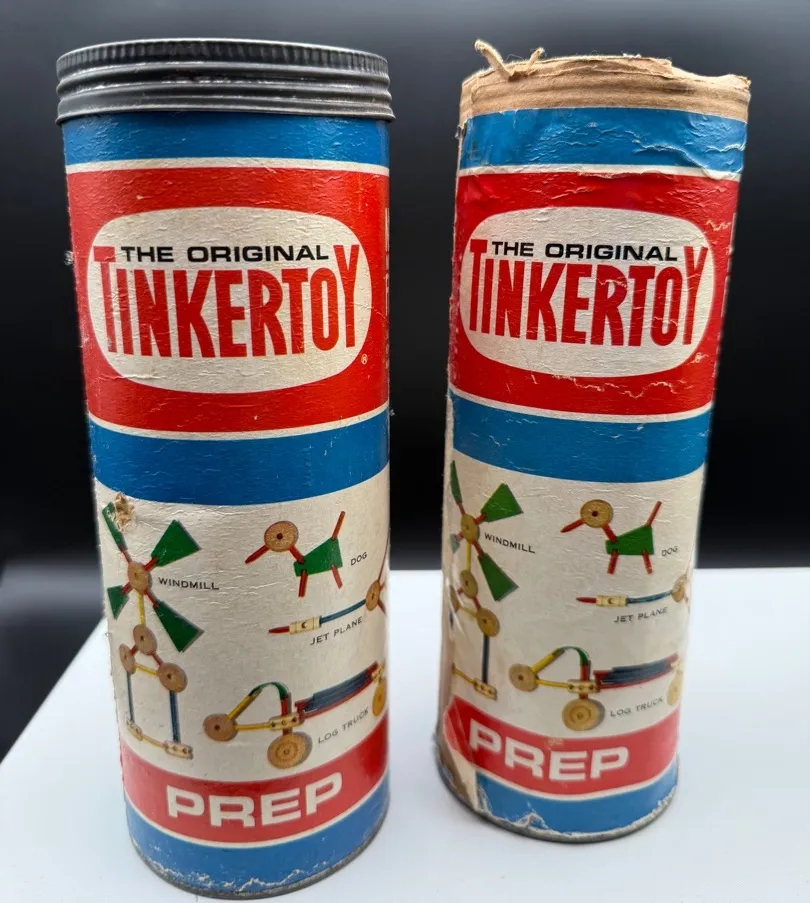 THE ORIGINAL
TINKERTOY
®
WINDMILL
DOG
JET PLANE
LOG TRUCK
PREP
THE ORIGINAL
TINKERTOY
®
WINDMILL
DOG
JET PLANE
LOG TRUCK
PREP